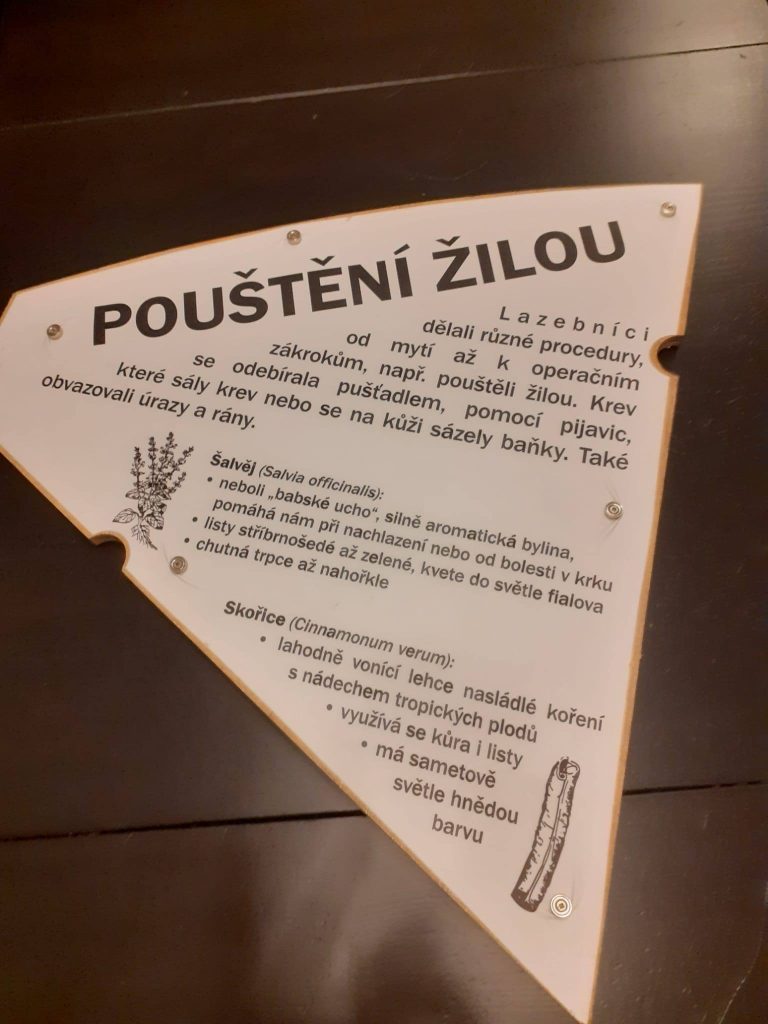 POUŠTĚNÍ ŽILOU
Lazebníci
dělali různé procedury,
od mytí až k operačním
zákrokům, např. pouštěli žilou. Krev
se odebírala pušťadlem, pomocí pijavic,
které sály krev nebo se na kůži sázely baňky. Také
obvazovali úrazy a rány.
Šalvěj (Salvia officinalis):
• neboli „babské ucho“, silně aromatická bylina,
pomáhá nám při nachlazení nebo od bolesti v krku
• listy stříbrnošedé až zelené, kvete do světle fialova
• chutná trpce až nahořkle
Skořice (Cinnamonum verum):
• lahodně vonící lehce nasládlé koření
s nádechem tropických plodů
• využívá se kůra i listy
• má sametově
světle hnědou
barvu